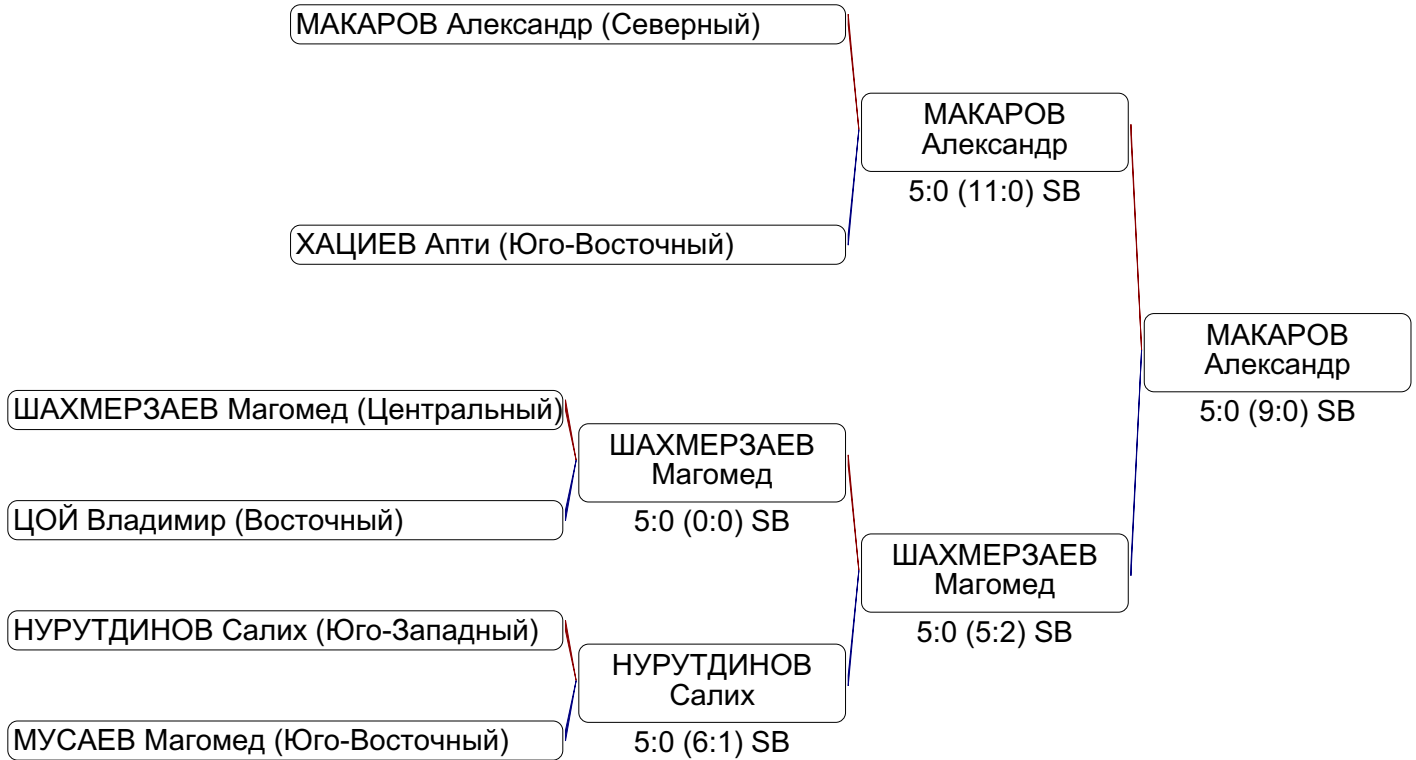 МАКАРОВ Александр (Северный)
МАКАРОВ
Александр
5:0 (11:0) SB
ХАЦИЕВ Апти (Юго-Восточный)
МАКАРОВ
Александр
5:0 (9:0) SB
ШАХМЕРЗАЕВ Магомед (Центральный)
ШАХМЕРЗАЕВ
Магомед
5:0 (0:0) SB
ЦОЙ Владимир (Восточный)
ШАХМЕРЗАЕВ
Магомед
5:0 (5:2) SB
НУРУТДИНОВ Салих (Юго-Западный)
НУРУТДИНОВ
Салих
5:0 (6:1) SB
МУСАЕВ Магомед (Юго-Восточный)